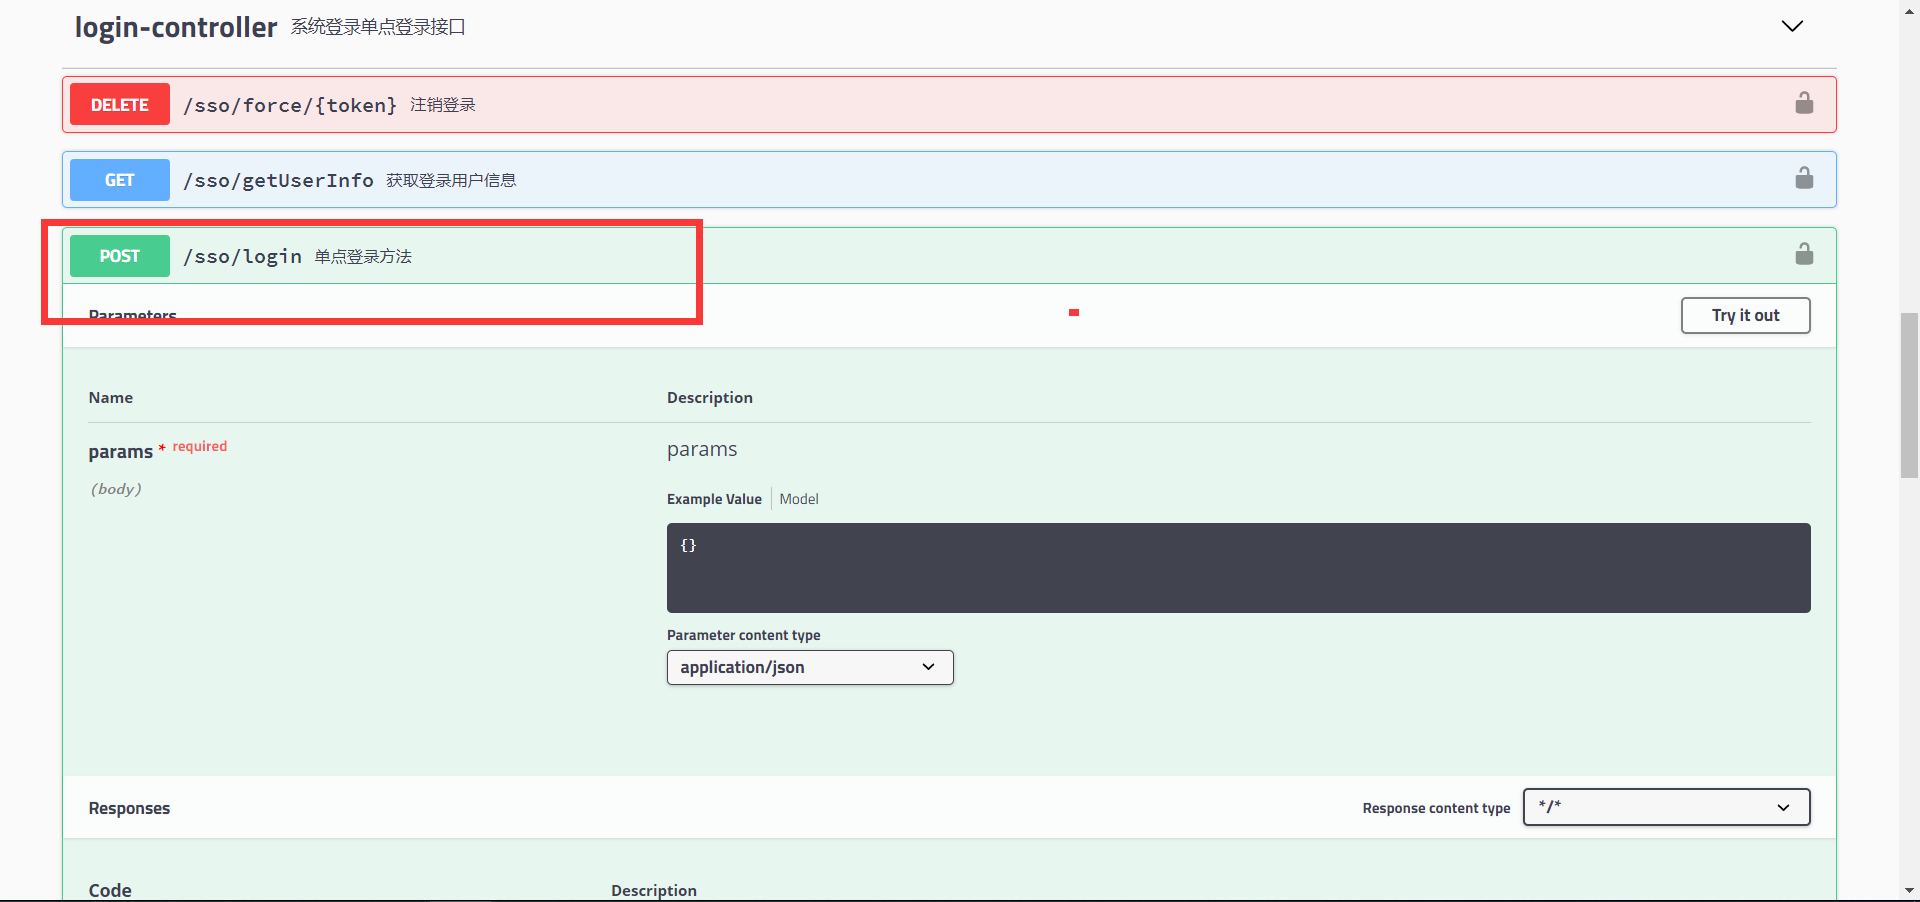 login-controller 系统登录单点登录接口
DELETE /sso/force/{token} 注销登录
GET /sso/getUserInfo 获取登录用户信息
POST /sso/login 单点登录方法
Parameters
Try it out
Name Description
params * required
(body)
params
Example Value Model
{}
Parameter content type
application/json
Responses
Response content type */*
Code Description